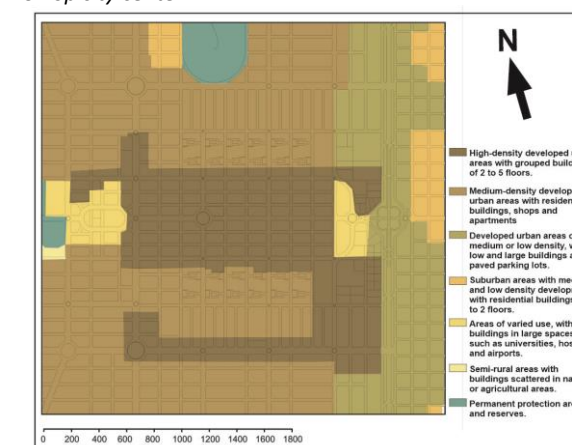 N
High-density developed
areas with grouped build
of 2 to 5 floors.
Medium-density develop
urban areas with residen
buildings, shops and
apartments
Developed urban areas
medium or low density,
low and large buildings a
paved parking lots.
Suburban areas with me
and low density develop
with residential buildings
to 2 floors.
Areas of varied use, with
buildings in large spaces
such as universities, hos
and airports.
Semi-rural areas with
buildings scattered in na
or agricultural areas.
Permanent protection are
and reserves.
0 200 400 600 1000 1200 1400 1600 1800